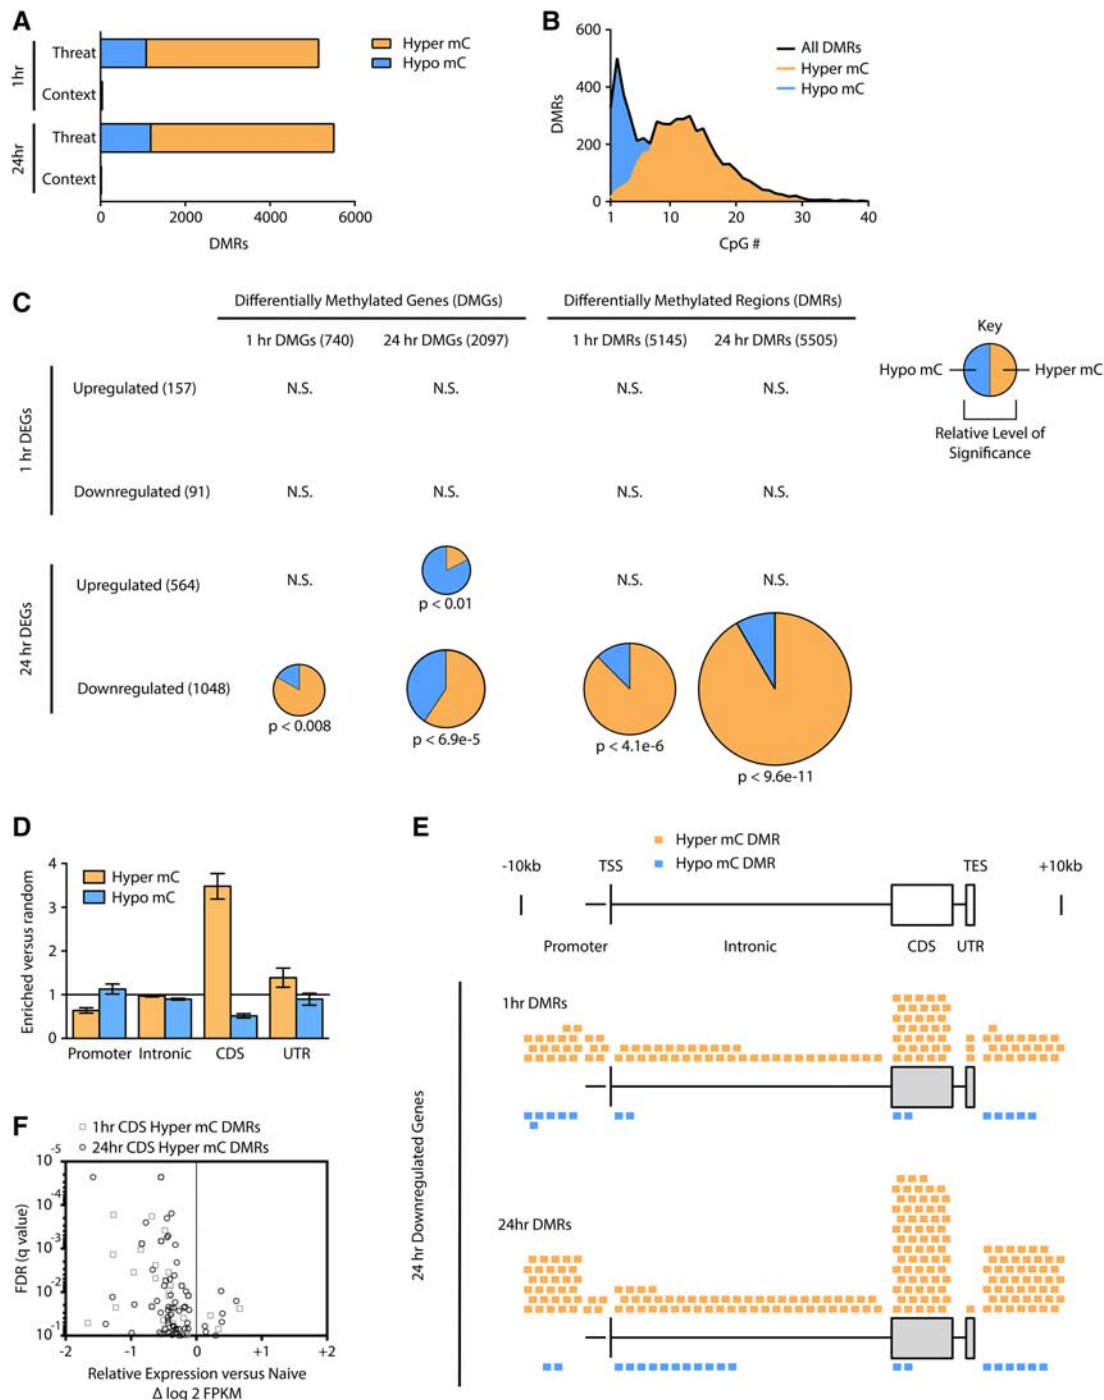 A
1hr
Threat
Context
24hr
Threat
Context
0 2000 4000 6000
DMRs
Hyper mC
Hypo mC
B
600
400
200
0
DMRs
1 10 20 30 40
CpG #
All DMRs
Hyper mC
Hypo mC
C
Differentially Methylated Genes (DMGs)
Differentially Methylated Regions (DMRs)
1 hr DMGs (740) 24 hr DMGs (2097) 1 hr DMRs (5145) 24 hr DMRs (5505)
Key
Hypo mC
Hyper mC
Relative Level of
Significance
1 hr DEGs
Upregulated (157) N.S. N.S. N.S. N.S.
Downregulated (91) N.S. N.S. N.S. N.S.
24 hr DEGs
Upregulated (564) N.S. N.S. N.S.
p < 0.01
Downregulated (1048)
p < 0.008
p < 6.9e-5
p < 4.1e-6
p < 9.6e-11
D
Enriched versus random
4
3
2
1
0
Hyper mC
Hypo mC
Promoter Intronic CDS UTR
E
Hyper mC DMR
Hypo mC DMR
-10kb TSS TES +10kb
Promoter Intronic CDS UTR
24 hr Downregulated Genes
1hr DMRs
24hr DMRs
F
1hr CDS Hyper mC DMRs
24hr CDS Hyper mC DMRs
FDR (q value)
10 -5
10 -4
10 -3
10 -2
10 -1
-2 -1 +0 +1 +2
Relative Expression versus Naive
Δ log 2 FPKM